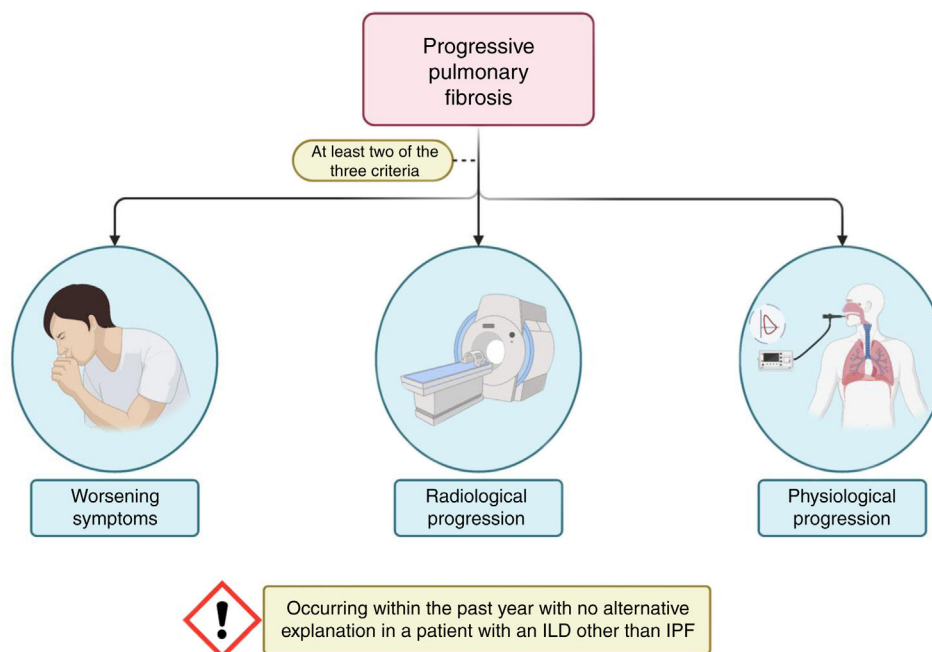 Progressive
pulmonary
fibrosis
At least two of the
three criteria
Worsening
symptoms
Radiological
progression
Physiological
progression
!
Occurring within the past year with no alternative
explanation in a patient with an ILD other than IPF